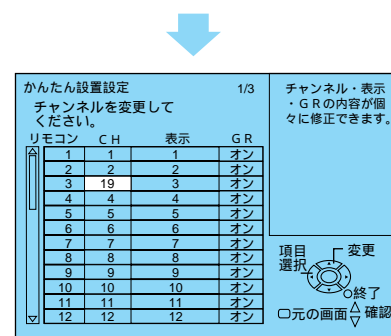 かんたん設置設定 1/3
チャンネルを変更して
ください。
リモコン CH 表示 GR
1 1 1 オン
2 2 2 オン
3 19 3 オン
4 4 4 オン
5 5 5 オン
6 6 6 オン
7 7 7 オン
8 8 8 オン
9 9 9 オン
10 10 10 オン
11 11 11 オン
12 12 12 オン
チャンネル・表示
・GRの内容が個
々に修正できます。
項目
選択
変更
終了
元の画面 確認